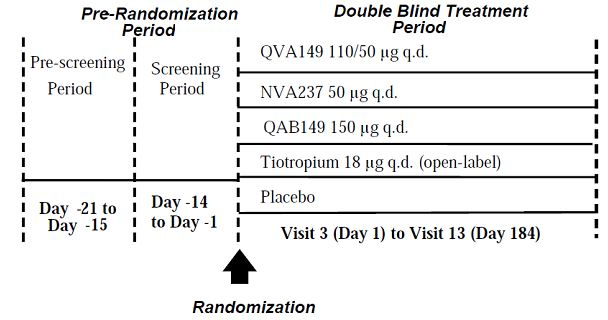 Pre-Randomization
Period
Double Blind Treatment
Period
Pre-screening
Period
Screening
Period
QVA149 110/50 µg q.d.
NVA237 50 µg q.d.
QAB149 150 µg q.d.
Tiotropium 18 µg q.d. (open-label)
Placebo
Day -21 to
Day -15
Day -14
to Day -1
Visit 3 (Day 1) to Visit 13 (Day 184)
Randomization